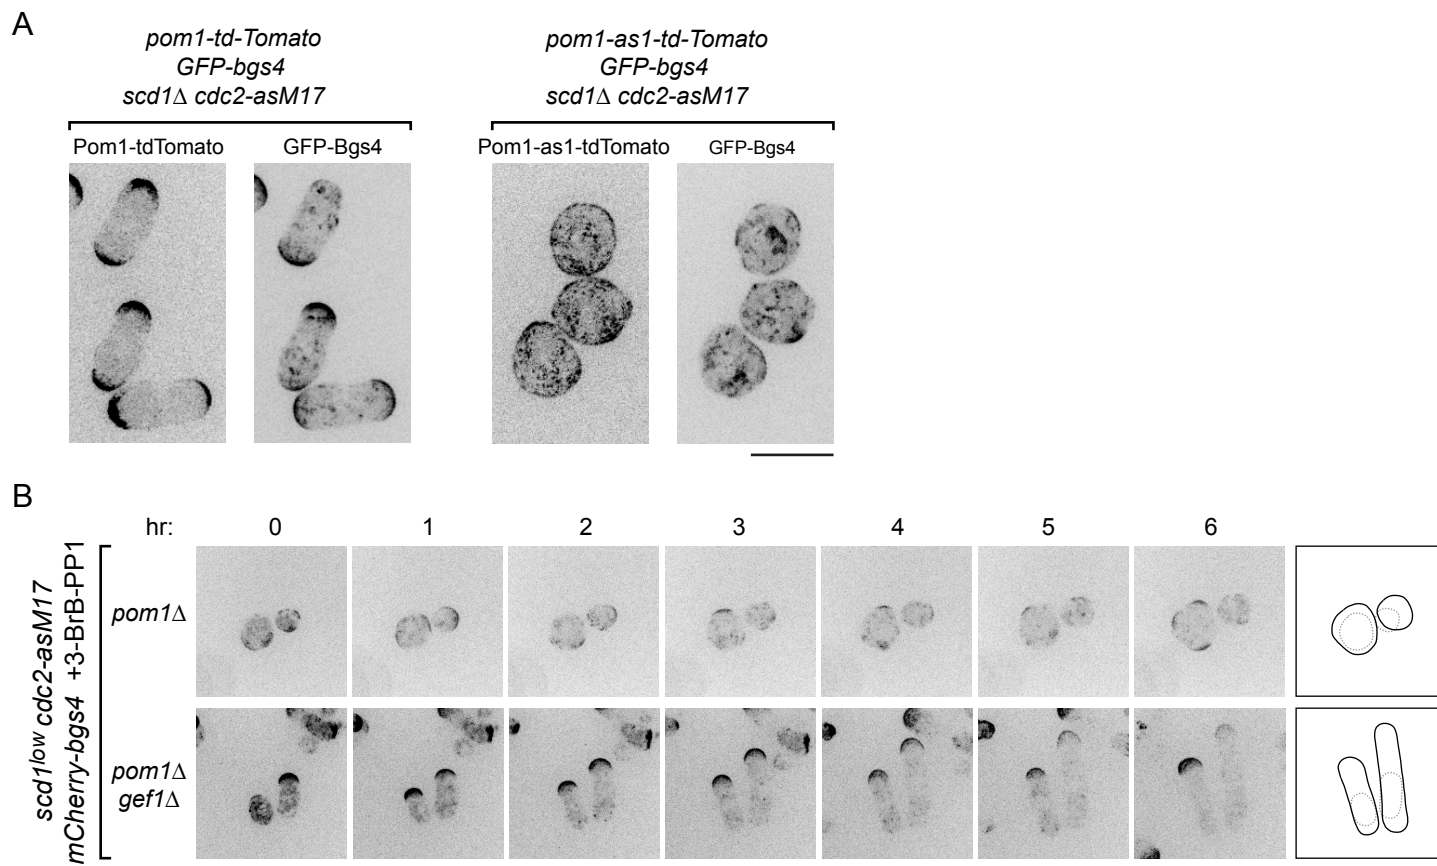 A
pom1-td-Tomato
GFP-bgs4
scd1Δ cdc2-asM17
pom1-as1-td-Tomato
GFP-bgs4
scd1Δ cdc2-asM17
Pom1-tdTomato
GFP-Bgs4
Pom1-as1-tdTomato
GFP-Bgs4
B
hr:
0
1
2
3
4
5
6
scd1low cdc2-asM17
mCherry-bgs4 +3-BrB-PP1
pom1Δ
pom1Δ
gef1Δ